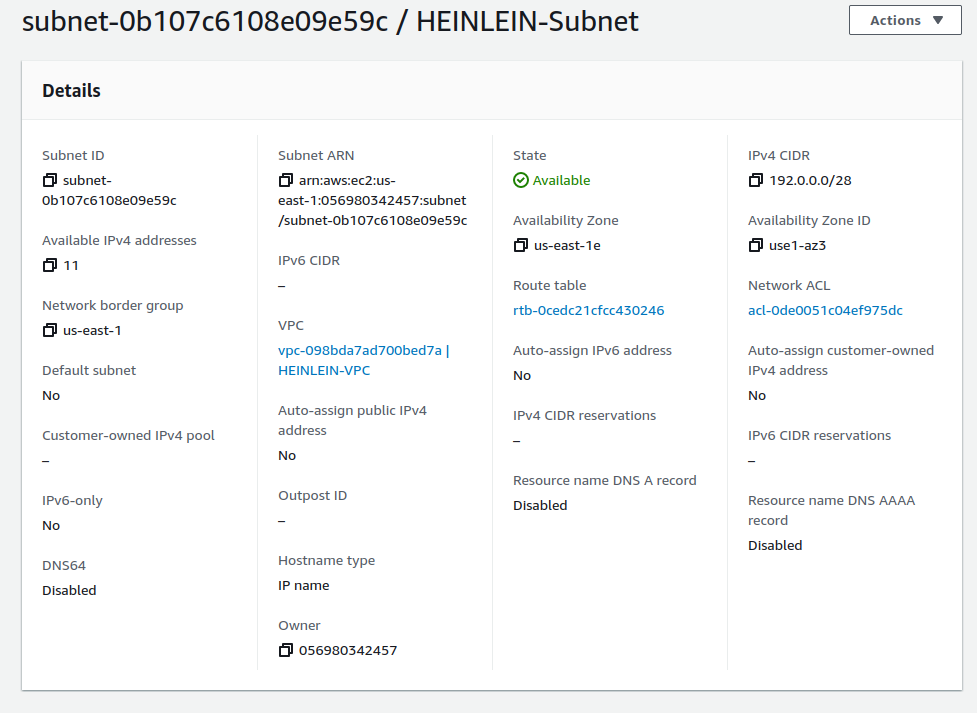 subnet-0b107c6108e09e59c / HEINLEIN-Subnet
Actions
Details
Subnet ID
subnet-
0b107c6108e09e59c
Available IPv4 addresses
11
Network border group
us-east-1
Default subnet
No
Customer-owned IPv4 pool
–
IPv6-only
No
DNS64
Disabled
Subnet ARN
arn:aws:ec2:us-
east-1:056980342457:subnet
/subnet-0b107c6108e09e59c
IPv6 CIDR
–
VPC
vpc-098bda7ad700bed7a |
HEINLEIN-VPC
Auto-assign public IPv4
address
No
Outpost ID
–
Hostname type
IP name
Owner
056980342457
State
Available
Availability Zone
us-east-1e
Route table
rtb-0cedc21cfcc430246
Auto-assign IPv6 address
No
IPv4 CIDR reservations
–
Resource name DNS A record
Disabled
IPv4 CIDR
192.0.0.0/28
Availability Zone ID
use1-az3
Network ACL
acl-0de0051c04ef975dc
Auto-assign customer-owned
IPv4 address
No
IPv6 CIDR reservations
–
Resource name DNS AAAA
record
Disabled